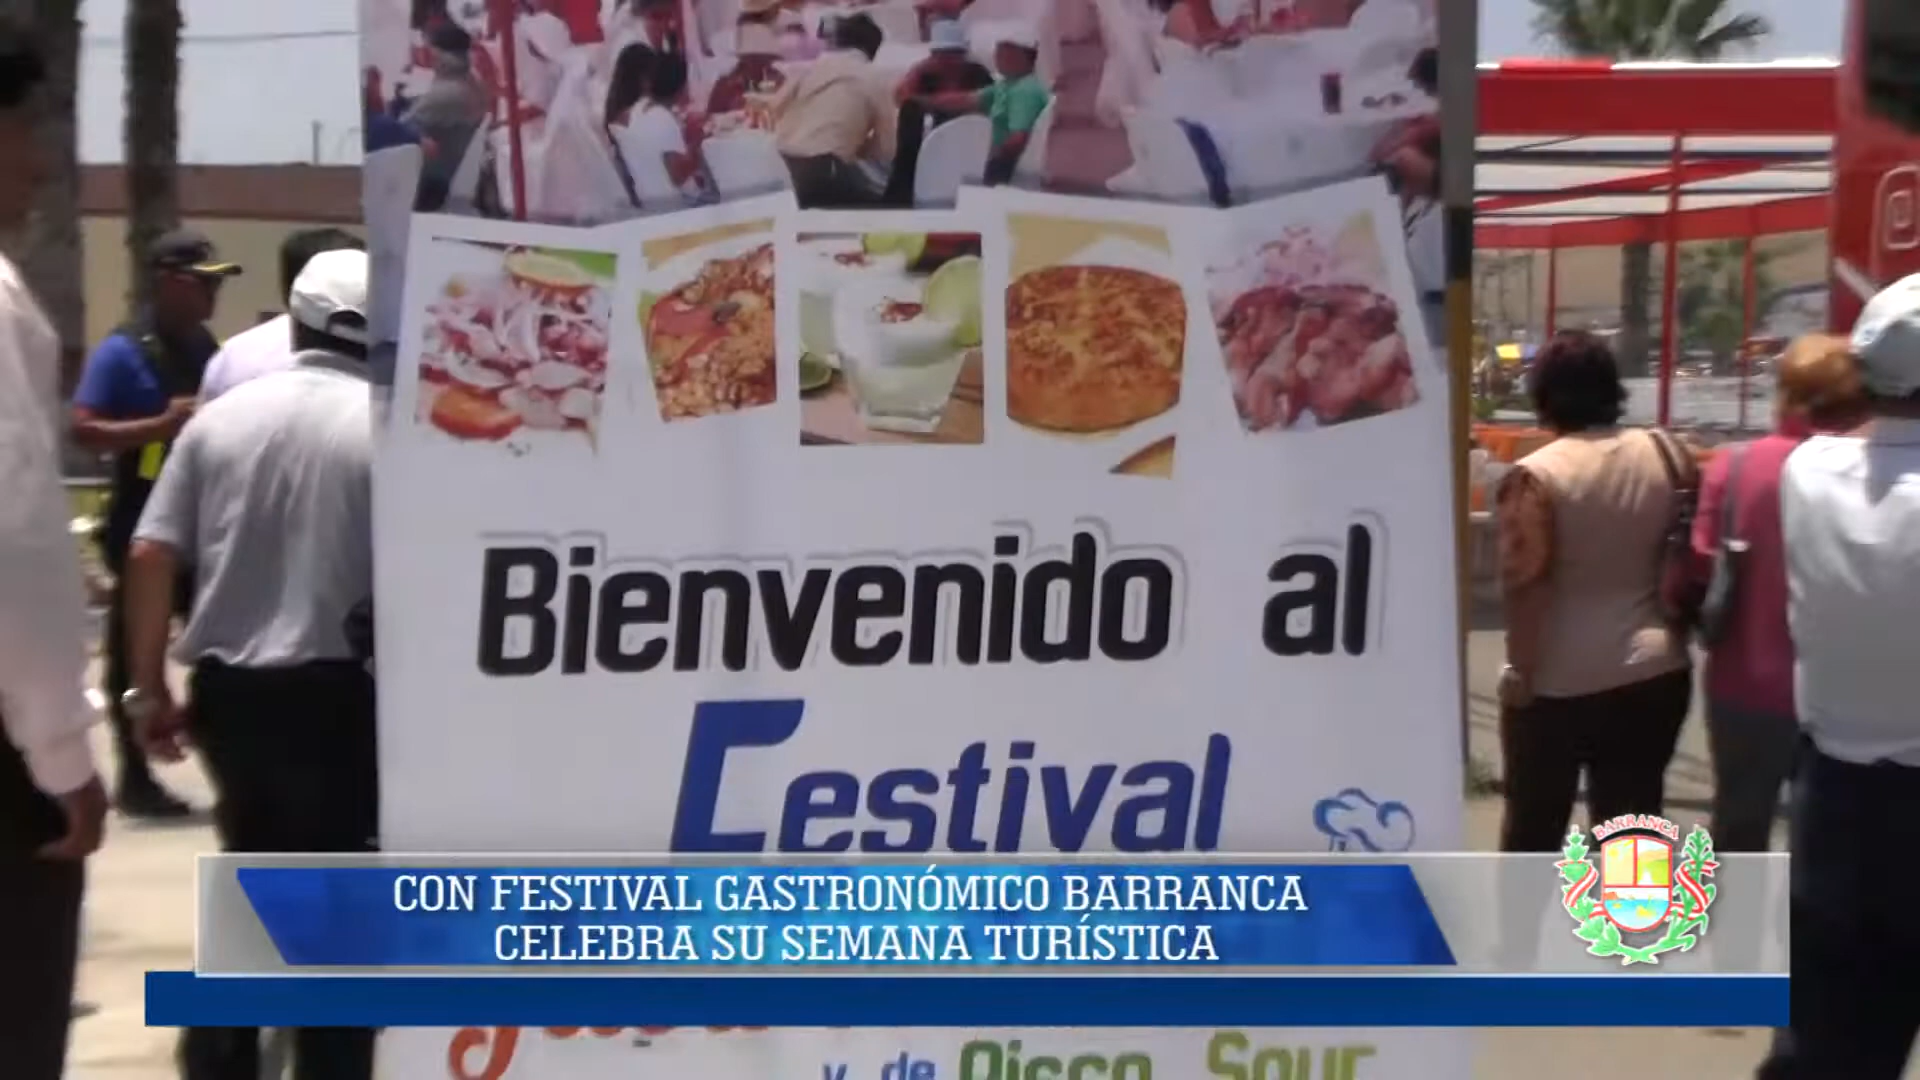 Bienvenido al
Festival
CON FESTIVAL GASTRONÓMICO BARRANCA
CELEBRA SU SEMANA TURÍSTICA
BARRANCA
y de Pisco Sour